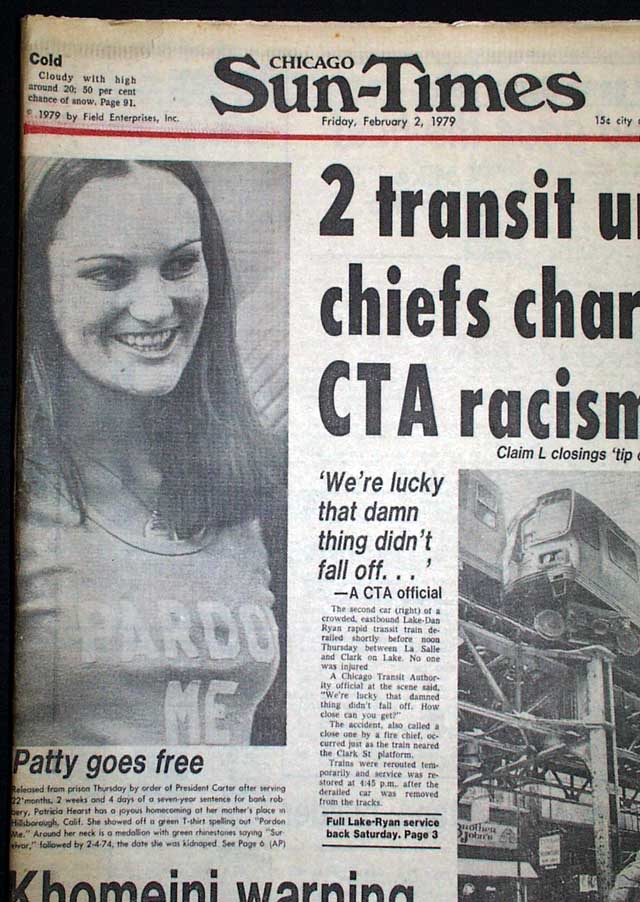 Cold
Cloudy with high
around 20; 50 per cent
chance of snow. Page 91.
© 1979 by Field Enterprises, Inc.
CHICAGO
Sun-Times
Friday, February 2, 1979
15¢ city
2 transit u
chiefs char
CTA racism
Claim L closings 'tip
RDO
ME
'We're lucky
that damn
thing didn't
fall off. . . '
—A CTA official
The second car (right) of a
crowded, eastbound Lake-Dan
Ryan rapid transit train de-
railed shortly before noon
Thursday between La Salle
and Clark on Lake. No one
was injured
A Chicago Transit Author-
ity official at the scene said,
"We're lucky that damned
thing didn't fall off. How
close can you get?"
The accident, also called a
close one by a fire chief, oc-
curred just as the train neared
the Clark St platform.
Trains were rerouted tem-
porarily and service was re-
stored at 4:45 p.m. after the
derailed car was removed
from the tracks.
Full Lake-Ryan service
back Saturday. Page 3
Brother
John's
Patty goes free
Released from prison Thursday by order of President Carter after serving
22 months, 2 weeks and 4 days of a seven-year sentence for bank rob-
bery, Patricia Hearst has a joyous homecoming at her mother's place in
Hillsborough, Calif. She showed off a green T-shirt spelling out "Pardon
Me." Around her neck is a medallion with green rhinestones saying "Sur-
vivor," followed by 2-4-74, the date she was kidnaped. See Page 6 (AP)
Khomeini warning